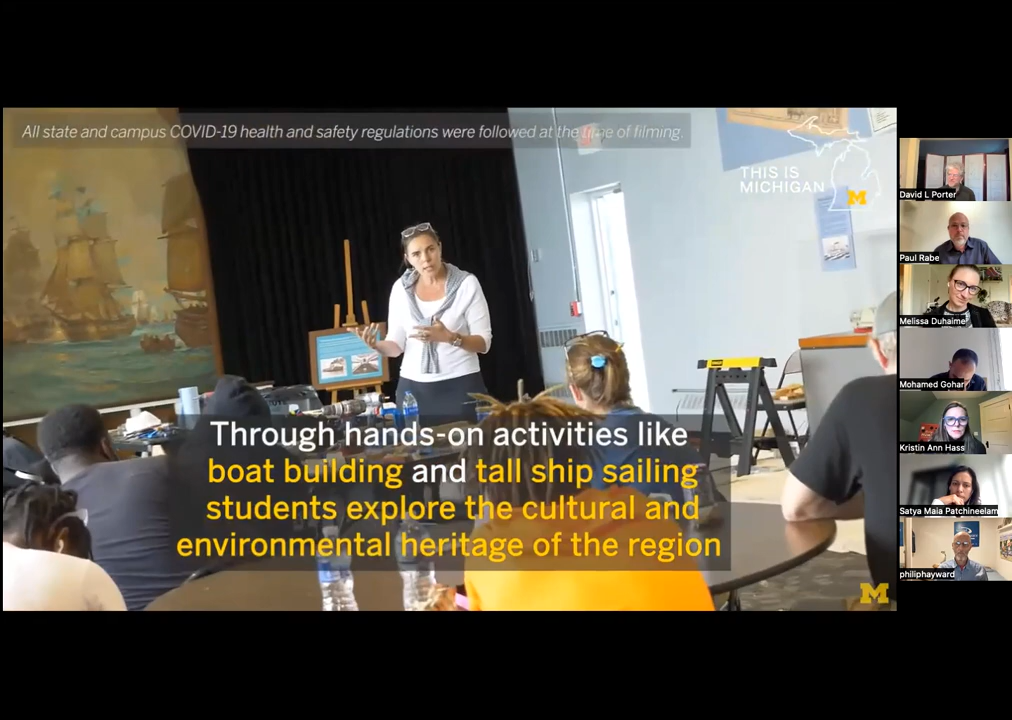 All state and campus COVID-19 health and safety regulations were followed at the time of filming.
THIS IS
MICHIGAN
M
Through hands-on activities like
boat building and tall ship sailing
students explore the cultural and
environmental heritage of the region
M
David L Porter
Paul Rabe
Melissa Duhaime
Mohamed Gohar
Kristin Ann Hass
Satya Maia Patchineelam
philiphayward